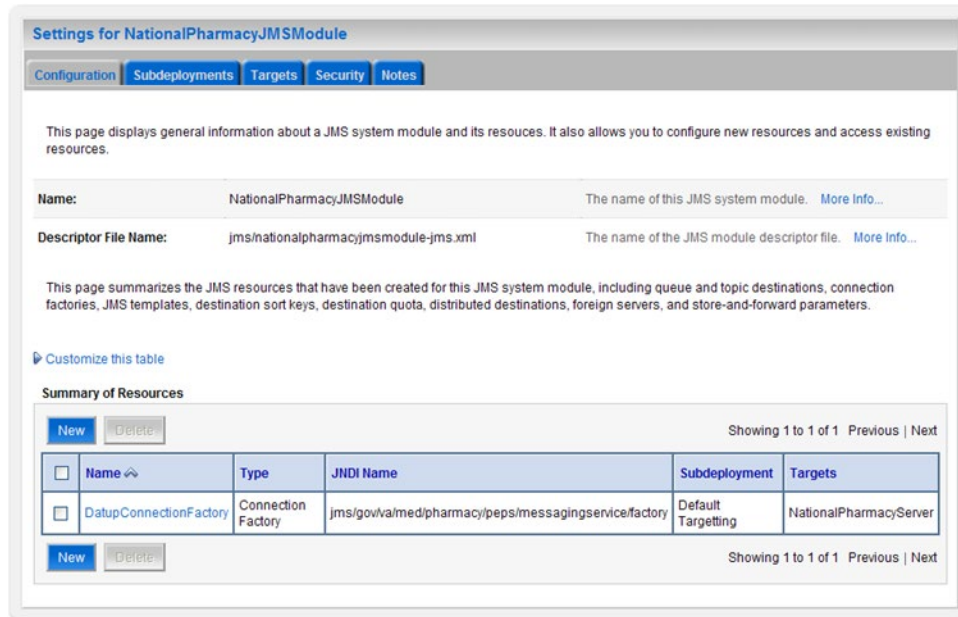 Settings for NationalPharmacyJMSModule
Configuration Subdeployments Targets Security Notes
This page displays general information about a JMS system module and its resouces. It also allows you to configure new resources and access existing
resources.
Name: NationalPharmacyJMSModule The name of this JMS system module. More Info...
Descriptor File Name: jms/nationalpharmacyjmsmodule-jms.xml The name of the JMS module descriptor file. More Info...
This page summarizes the JMS resources that have been created for this JMS system module, including queue and topic destinations, connection
factories, JMS templates, destination sort keys, destination quota, distributed destinations, foreign servers, and store-and-forward parameters.
Customize this table
Summary of Resources
New Delete Showing 1 to 1 of 1 Previous | Next
Name Type JNDI Name Subdeployment Targets
DatupConnectionFactory Connection Factory jms/gov/va/med/pharmacy/peps/messagingservice/factory Default Targetting NationalPharmacyServer
New Delete Showing 1 to 1 of 1 Previous | Next